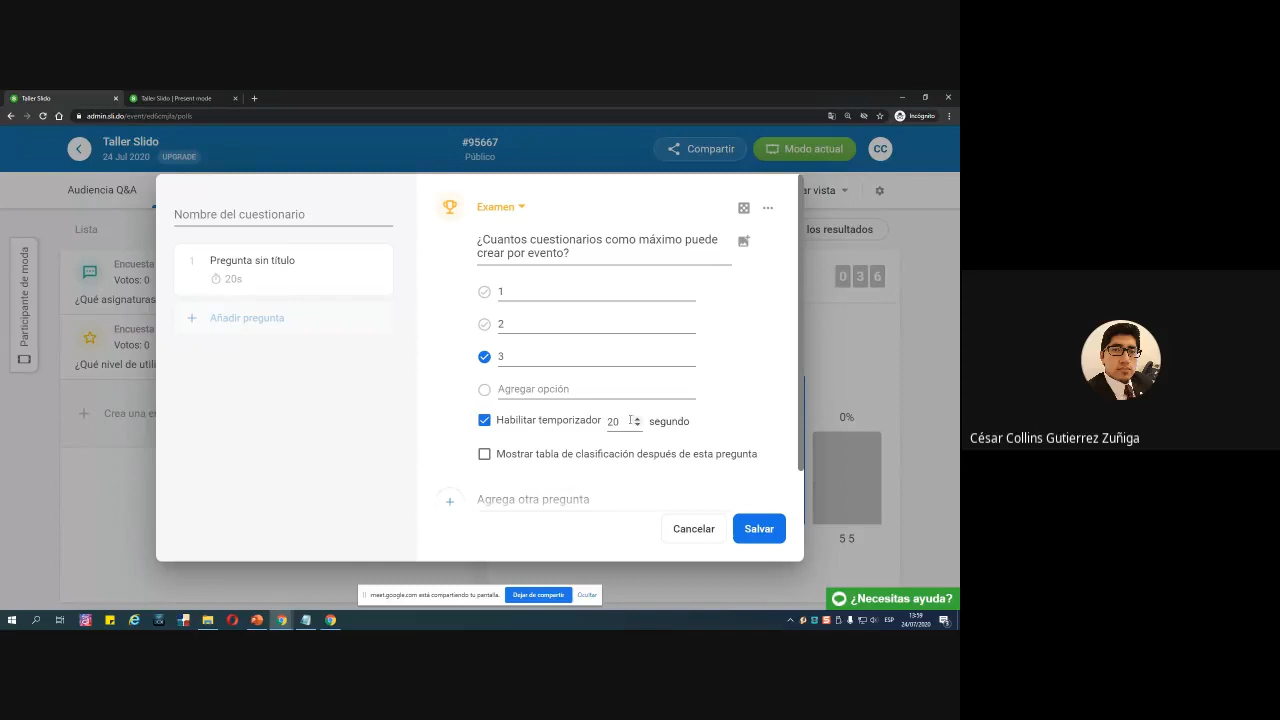 Taller Slido
Taller Slido | Present mode
admin.sli.do/event/ed6cmjfa/polls
Incógnito
Taller Slido
24 Jul 2020 UPGRADE
#95667
Público
Compartir
Modo actual
CC
Audiencia Q&A
ar vista
Lista
los resultados
Participante de moda
Encuesta
Votos: 0
¿Qué asignaturas
Encuesta
Votos: 0
¿Qué nivel de utili
Crea una en
Nombre del cuestionario
1 Pregunta sin título
20s
Añadir pregunta
Examen
¿Cuantos cuestionarios como máximo puede
crear por evento?
1
2
3
Agregar opción
Habilitar temporizador 20 segundo
Mostrar tabla de clasificación después de esta pregunta
Agrega otra pregunta
Cancelar
Salvar
0 3 6
0%
5 5
meet.google.com está compartiendo tu pantalla.
Dejar de compartir
Ocultar
¿Necesitas ayuda?
ESP
13:59
24/07/2020
César Collins Gutierrez Zuñiga